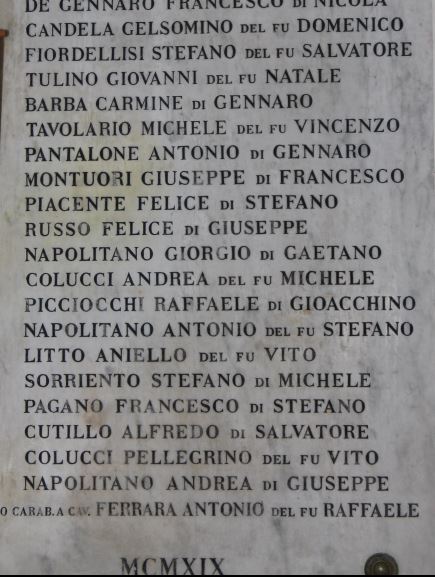 DE GENNARO FRANCESCO DI NICOLA
CANDELA GELSOMINO DEL FU DOMENICO
FIORDELLISI STEFANO DEL FU SALVATORE
TULINO GIOVANNI DEL FU NATALE
BARBA CARMINE DI GENNARO
TAVOLARIO MICHELE DEL FU VINCENZO
PANTALONE ANTONIO DI GENNARO
MONTUORI GIUSEPPE DI FRANCESCO
PIACENTE FELICE DI STEFANO
RUSSO FELICE DI GIUSEPPE
NAPOLITANO GIORGIO DI GAETANO
COLUCCI ANDREA DEL FU MICHELE
PICCIOCCHI RAFFAELE DI GIOACCHINO
NAPOLITANO ANTONIO DEL FU STEFANO
LITTO ANIELLO DEL FU VITO
SORRIENTO STEFANO DI MICHELE
PAGANO FRANCESCO DI STEFANO
CUTILLO ALFREDO DI SALVATORE
COLUCCI PELLEGRINO DEL FU VITO
NAPOLITANO ANDREA DI GIUSEPPE
O CARAB. A CAV. FERRARA ANTONIO DEL FU RAFFAELE
MCMXIX